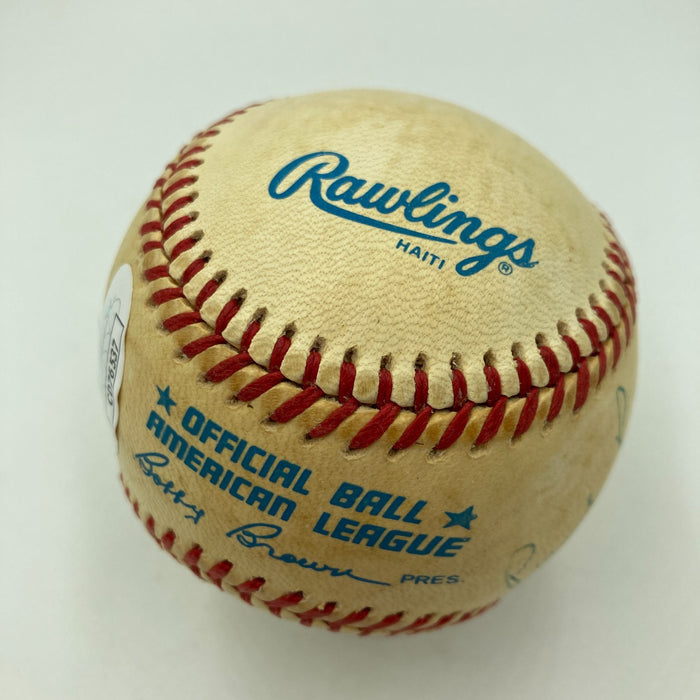 Rawlings®
HAITI
OFFICIAL BALL
AMERICAN LEAGUE
Bobby Brown PRES.